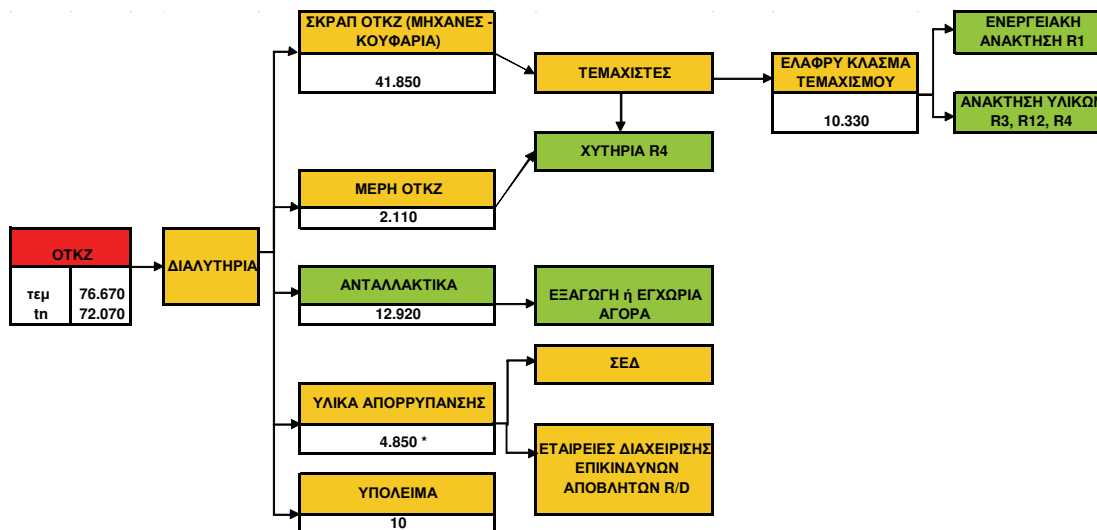 ΣΚΡΑΠ ΟΤΚΖ (ΜΗΧΑΝΕΣ -
ΚΟΥΦΑΡΙΑ)
41.850
ΤΕΜΑΧΙΣΤΕΣ
ΕΛΑΦΡΥ ΚΛΑΣΜΑ
ΤΕΜΑΧΙΣΜΟΥ
10.330
ΕΝΕΡΓΕΙΑΚΗ
ΑΝΑΚΤΗΣΗ R1
ΑΝΑΚΤΗΣΗ ΥΛΙΚΩΝ
R3, R12, R4
ΧΥΤΗΡΙΑ R4
ΜΕΡΗ ΟΤΚΖ
2.110
ΟΤΚΖ
τεμ 76.670
tn 72.070
ΔΙΑΛΥΤΗΡΙΑ
ΑΝΤΑΛΛΑΚΤΙΚΑ
12.920
ΕΞΑΓΩΓΗ ή ΕΓΧΩΡΙΑ
ΑΓΟΡΑ
ΥΛΙΚΑ ΑΠΟΡΡΥΠΑΝΣΗΣ
4.850 *
ΣΕΔ
ΕΤΑΙΡΕΙΕΣ ΔΙΑΧΕΙΡΙΣΗΣ
ΕΠΙΚΙΝΔΥΝΩΝ
ΑΠΟΒΛΗΤΩΝ R/D
ΥΠΟΛΕΙΜΑ
10